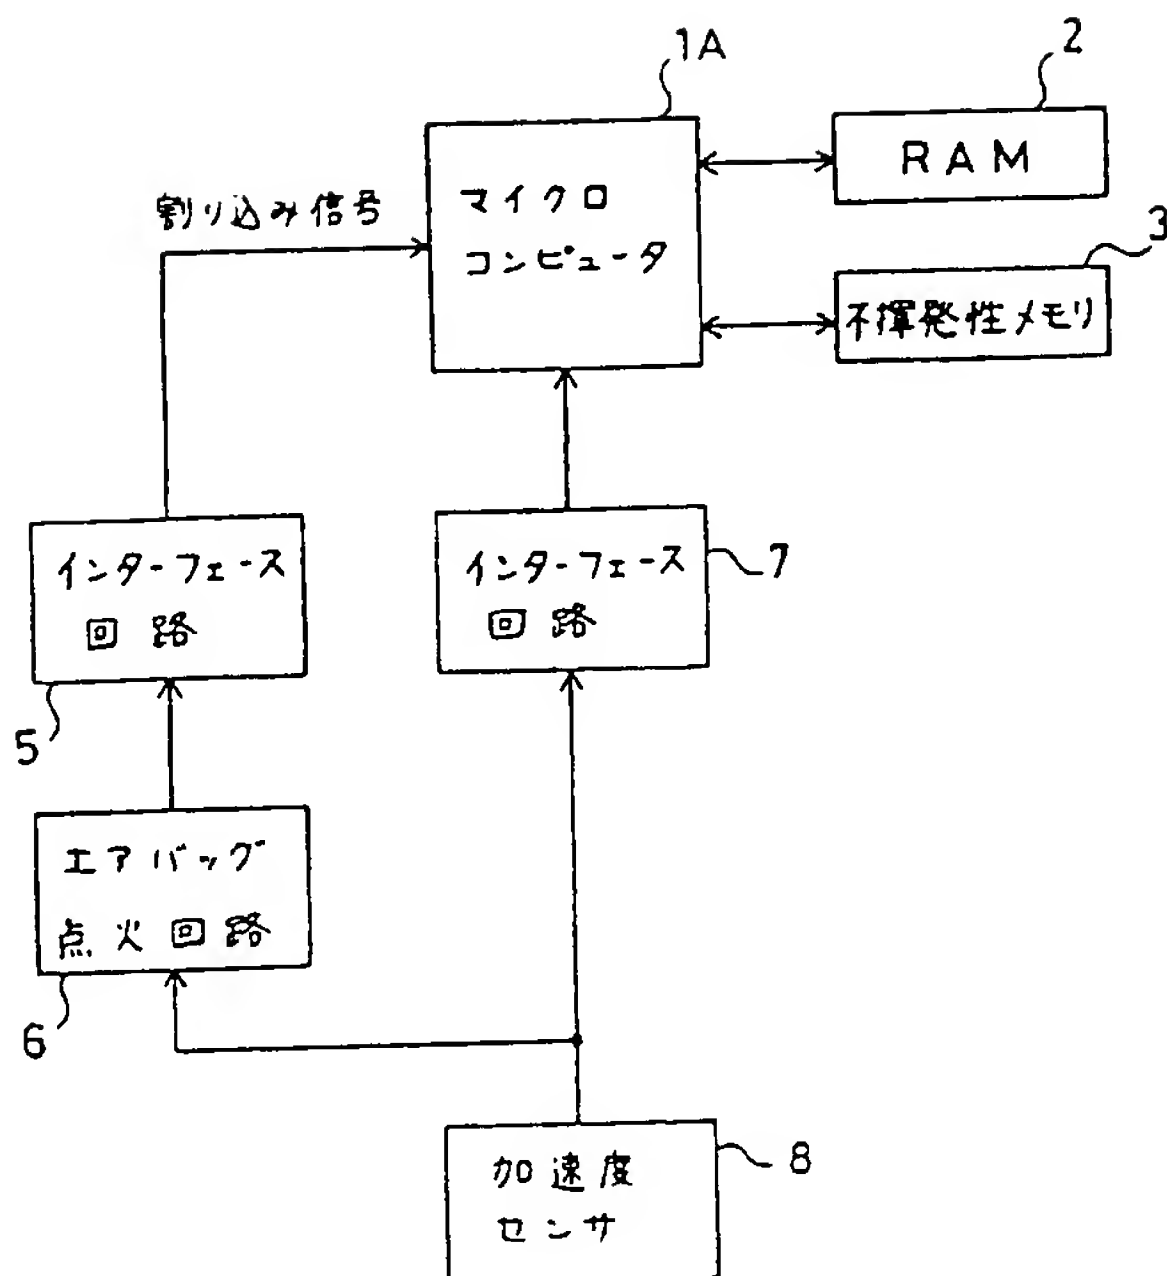 1A
2
RAM
マイクロ
コンピュータ
割り込み信号
3
不揮発性メモリ
インターフェース
回路
5
インターフェース
回路
7
エアバッグ
点火回路
6
加速度
センサ
8